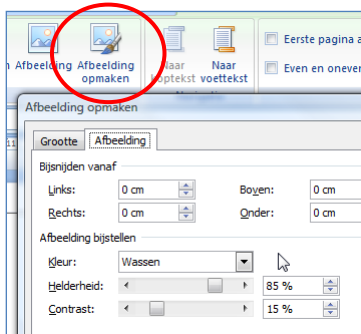 Afbeelding Afbeelding opmaken Naar koptekst Naar voettekst
Eerste pagina a
Even en onever
Afbeelding opmaken
Grootte Afbeelding
Bijsnijden vanaf
Links: 0 cm Boven: 0 cm
Rechts: 0 cm Onder: 0 cm
Afbeelding bijstellen
Kleur: Wassen
Helderheid: 85 %
Contrast: 15 %